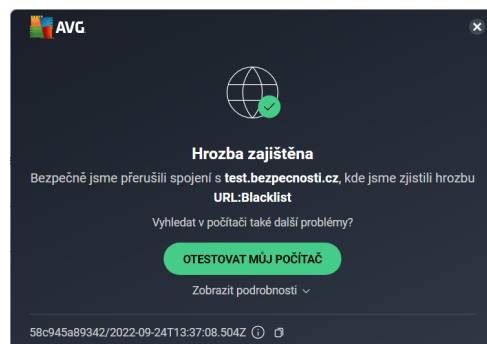 AVG
Hrozba zajištěna
Bezpečně jsme přerušili spojení s test.bezpecnosti.cz, kde jsme zjistili hrozbu
URL:Blacklist
Vyhledat v počítači také další problémy?
OTESTOVAT MŮJ POČÍTAČ
Zobrazit podrobnosti
58c945a89342/2022-09-24T13:37:08.504Z